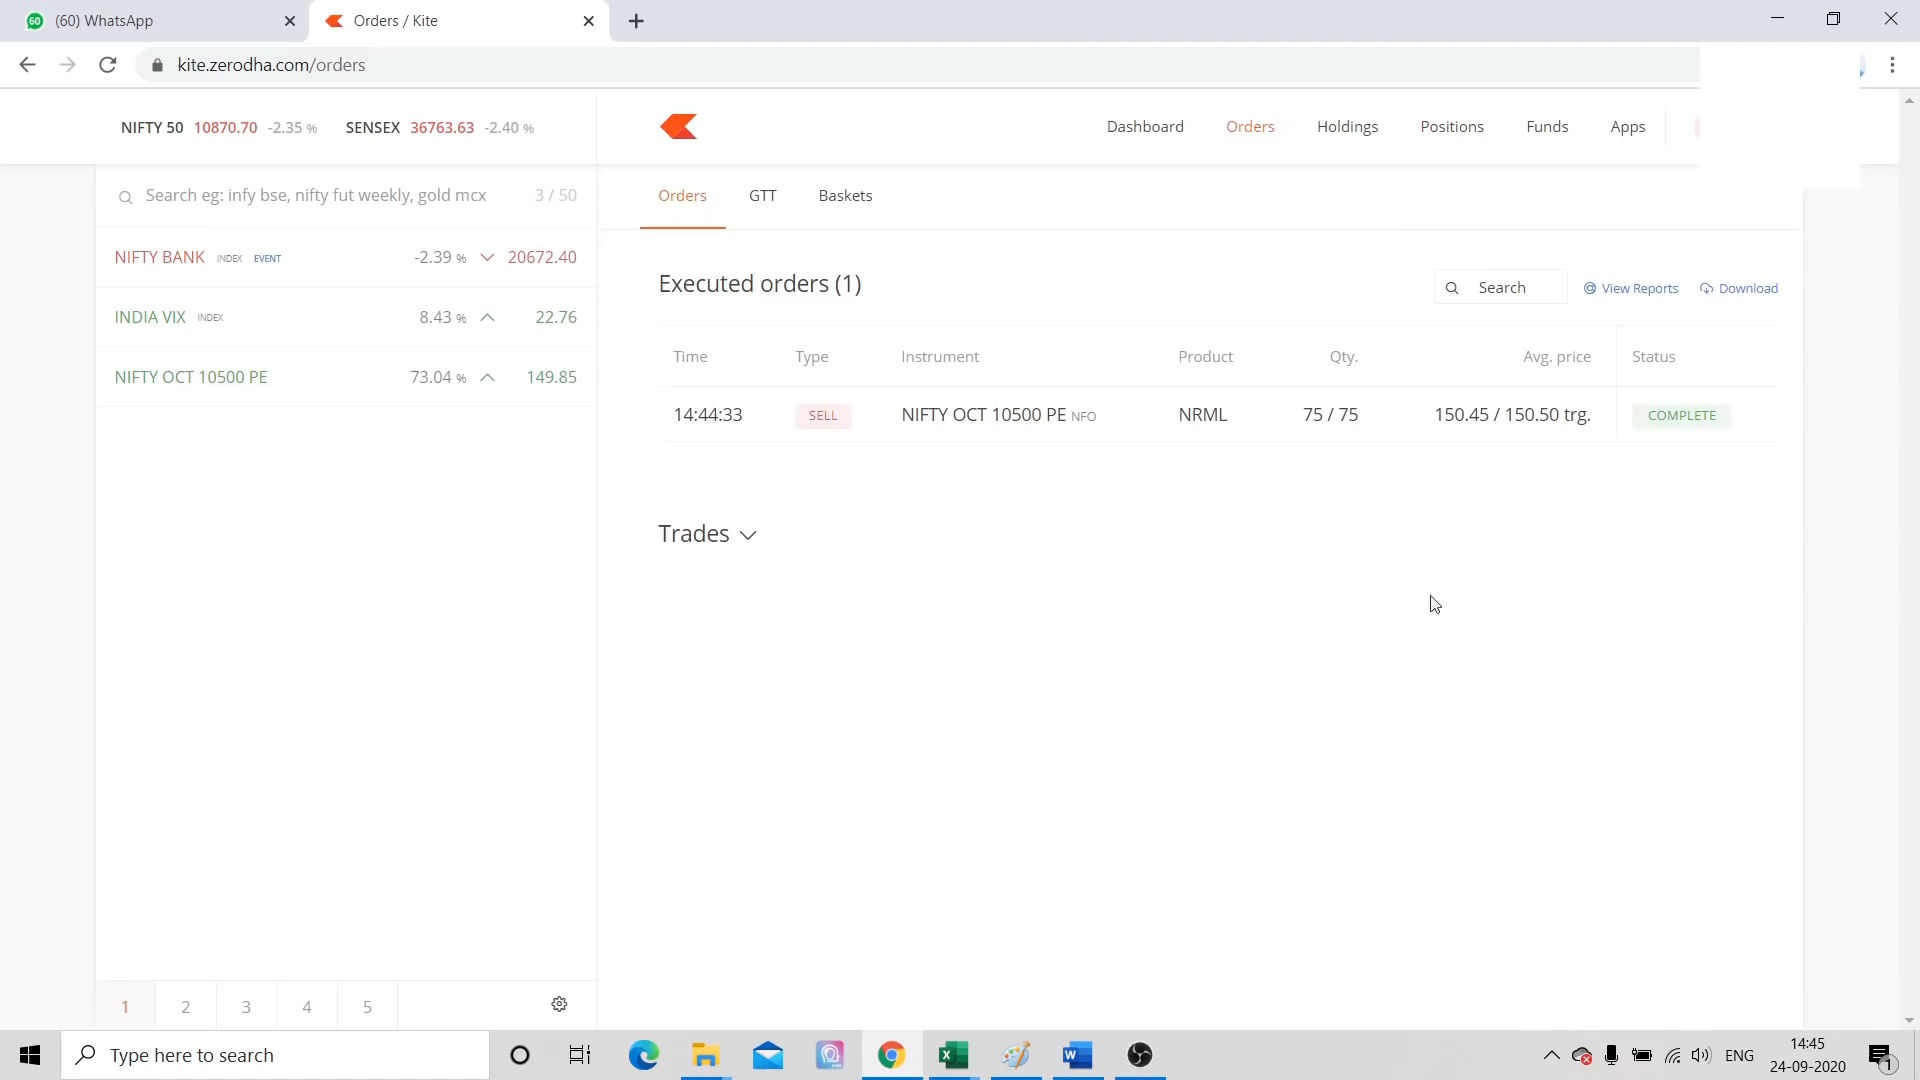 (60) WhatsApp
Orders / Kite
kite.zerodha.com/orders
NIFTY 50 10870.70 -2.35 % SENSEX 36763.63 -2.40 %
Dashboard Orders Holdings Positions Funds Apps
Search eg: infy bse, nifty fut weekly, gold mcx 3 / 50
Orders GTT Baskets
NIFTY BANK INDEX EVENT -2.39 % 20672.40
INDIA VIX INDEX 8.43 % 22.76
NIFTY OCT 10500 PE 73.04 % 149.85
Executed orders (1)
Search View Reports Download
Time Type Instrument Product Qty. Avg. price Status
14:44:33 SELL NIFTY OCT 10500 PE NFO NRML 75 / 75 150.45 / 150.50 trg. COMPLETE
Trades
1 2 3 4 5
Type here to search
ENG
14:45
24-09-2020
1